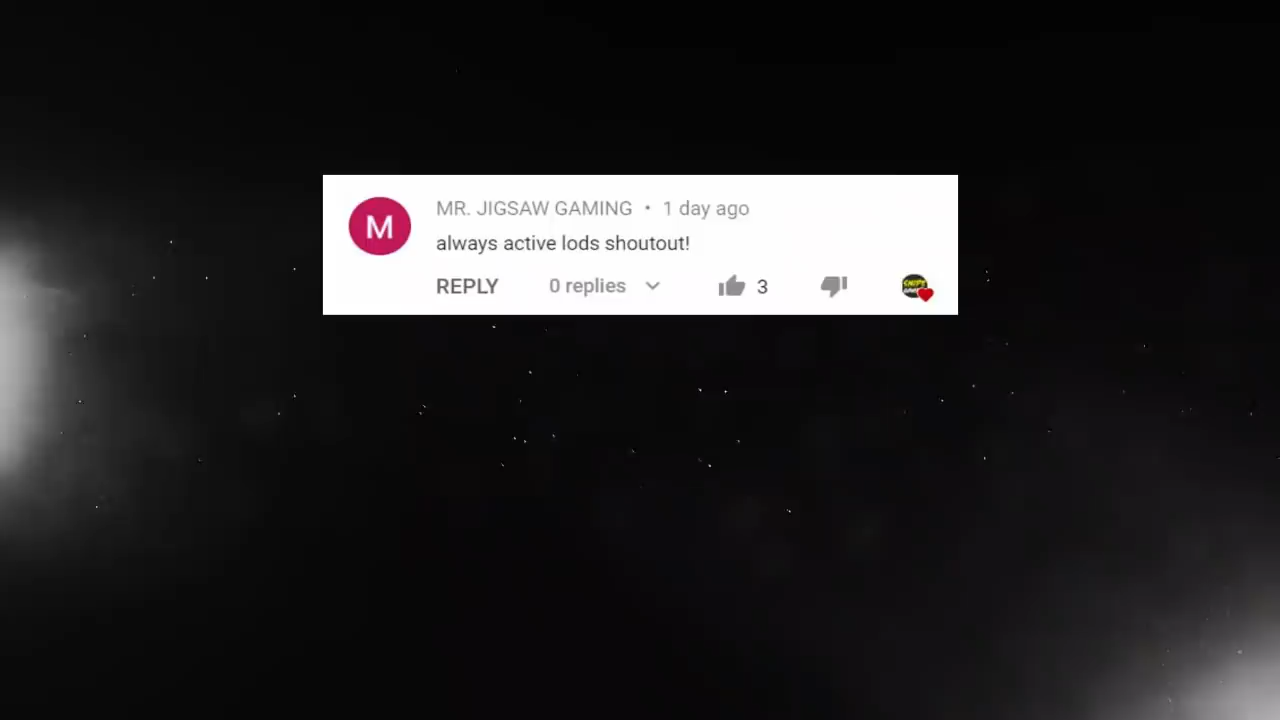 M
MR. JIGSAW GAMING • 1 day ago
always active lods shoutout!
REPLY 0 replies 3